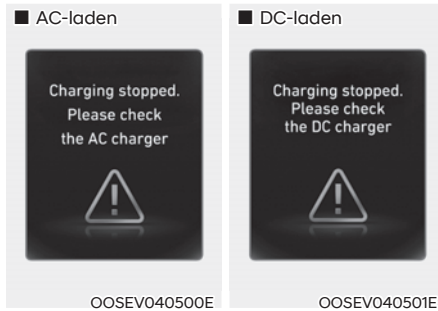 ■ AC-laden
Charging stopped.
Please check
the AC charger
OOSEV040500E
■ DC-laden
Charging stopped.
Please check
the DC charger
OOSEV040501E